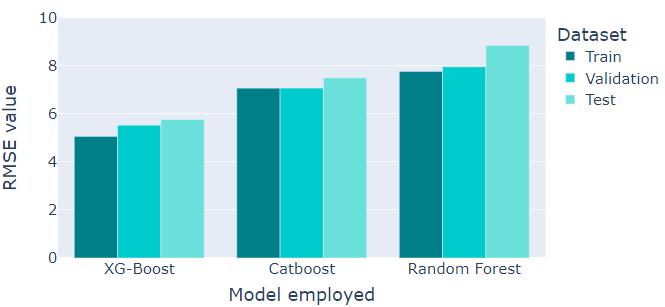 RMSE value
10
8
6
4
2
0
XG-Boost
Catboost
Random Forest
Model employed
Dataset
Train
Validation
Test